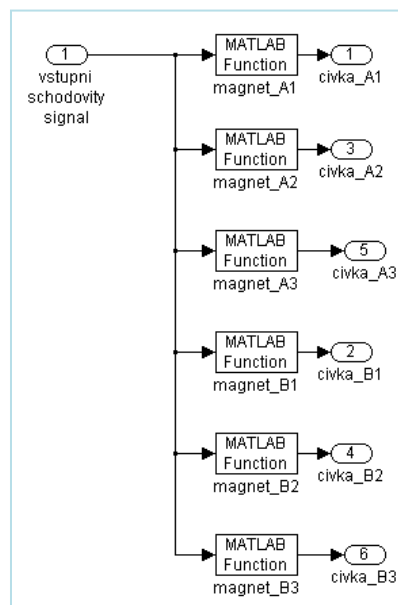 1
vstupni
schodovity
signal
MATLAB
Function
magnet_A1
1
civka_A1
MATLAB
Function
magnet_A2
3
civka_A2
MATLAB
Function
magnet_A3
5
civka_A3
MATLAB
Function
magnet_B1
2
civka_B1
MATLAB
Function
magnet_B2
4
civka_B2
MATLAB
Function
magnet_B3
6
civka_B3